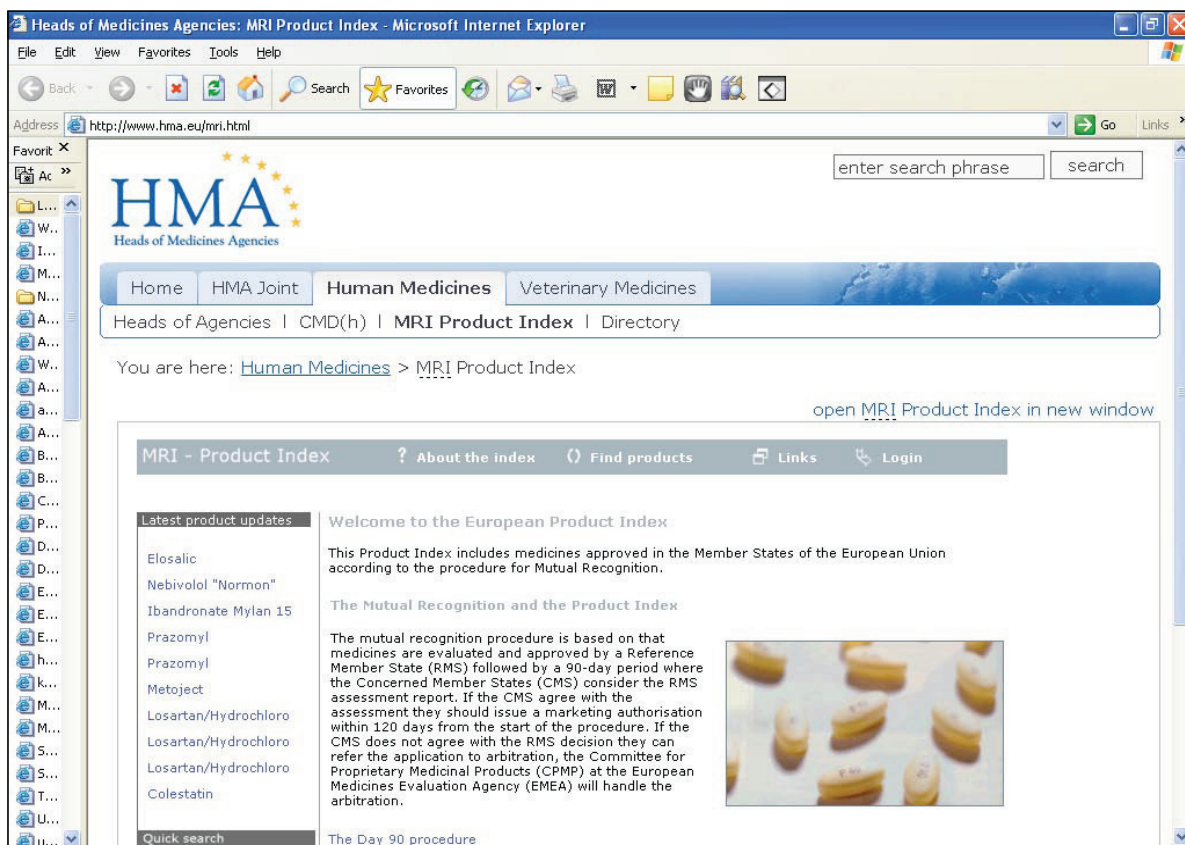 Heads of Medicines Agencies: MRI Product Index - Microsoft Internet Explorer
File Edit View Favorites Tools Help
Back Search Favorites
Address http://www.hma.eu/mri.html Go Links »
Favorit
Ac »
L...
W..
I...
M...
N...
A...
A...
W...
A...
a...
A...
B...
B...
C...
P...
D...
D...
E...
E...
E...
h...
k...
M...
M...
S...
S...
T...
U...
u...
HMA
Heads of Medicines Agencies
enter search phrase search
Home HMA Joint Human Medicines Veterinary Medicines
Heads of Agencies | CMD(h) | MRI Product Index | Directory
You are here: Human Medicines > MRI Product Index
open MRI Product Index in new window
MRI - Product Index ? About the index () Find products Links Login
Latest product updates
Elosalic
Nebivolol "Normon"
Ibandronate Mylan 15
Prazomyl
Prazomyl
Metoject
Losartan/Hydrochloro
Losartan/Hydrochloro
Losartan/Hydrochloro
Colestatin
Quick search
Welcome to the European Product Index
This Product Index includes medicines approved in the Member States of the European Union
according to the procedure for Mutual Recognition.
The Mutual Recognition and the Product Index
The mutual recognition procedure is based on that
medicines are evaluated and approved by a Reference
Member State (RMS) followed by a 90-day period where
the Concerned Member States (CMS) consider the RMS
assessment report. If the CMS agree with the
assessment they should issue a marketing authorisation
within 120 days from the start of the procedure. If the
CMS does not agree with the RMS decision they can
refer the application to arbitration, the Committee for
Proprietary Medicinal Products (CPMP) at the European
Medicines Evaluation Agency (EMEA) will handle the
arbitration.
The Day 90 procedure